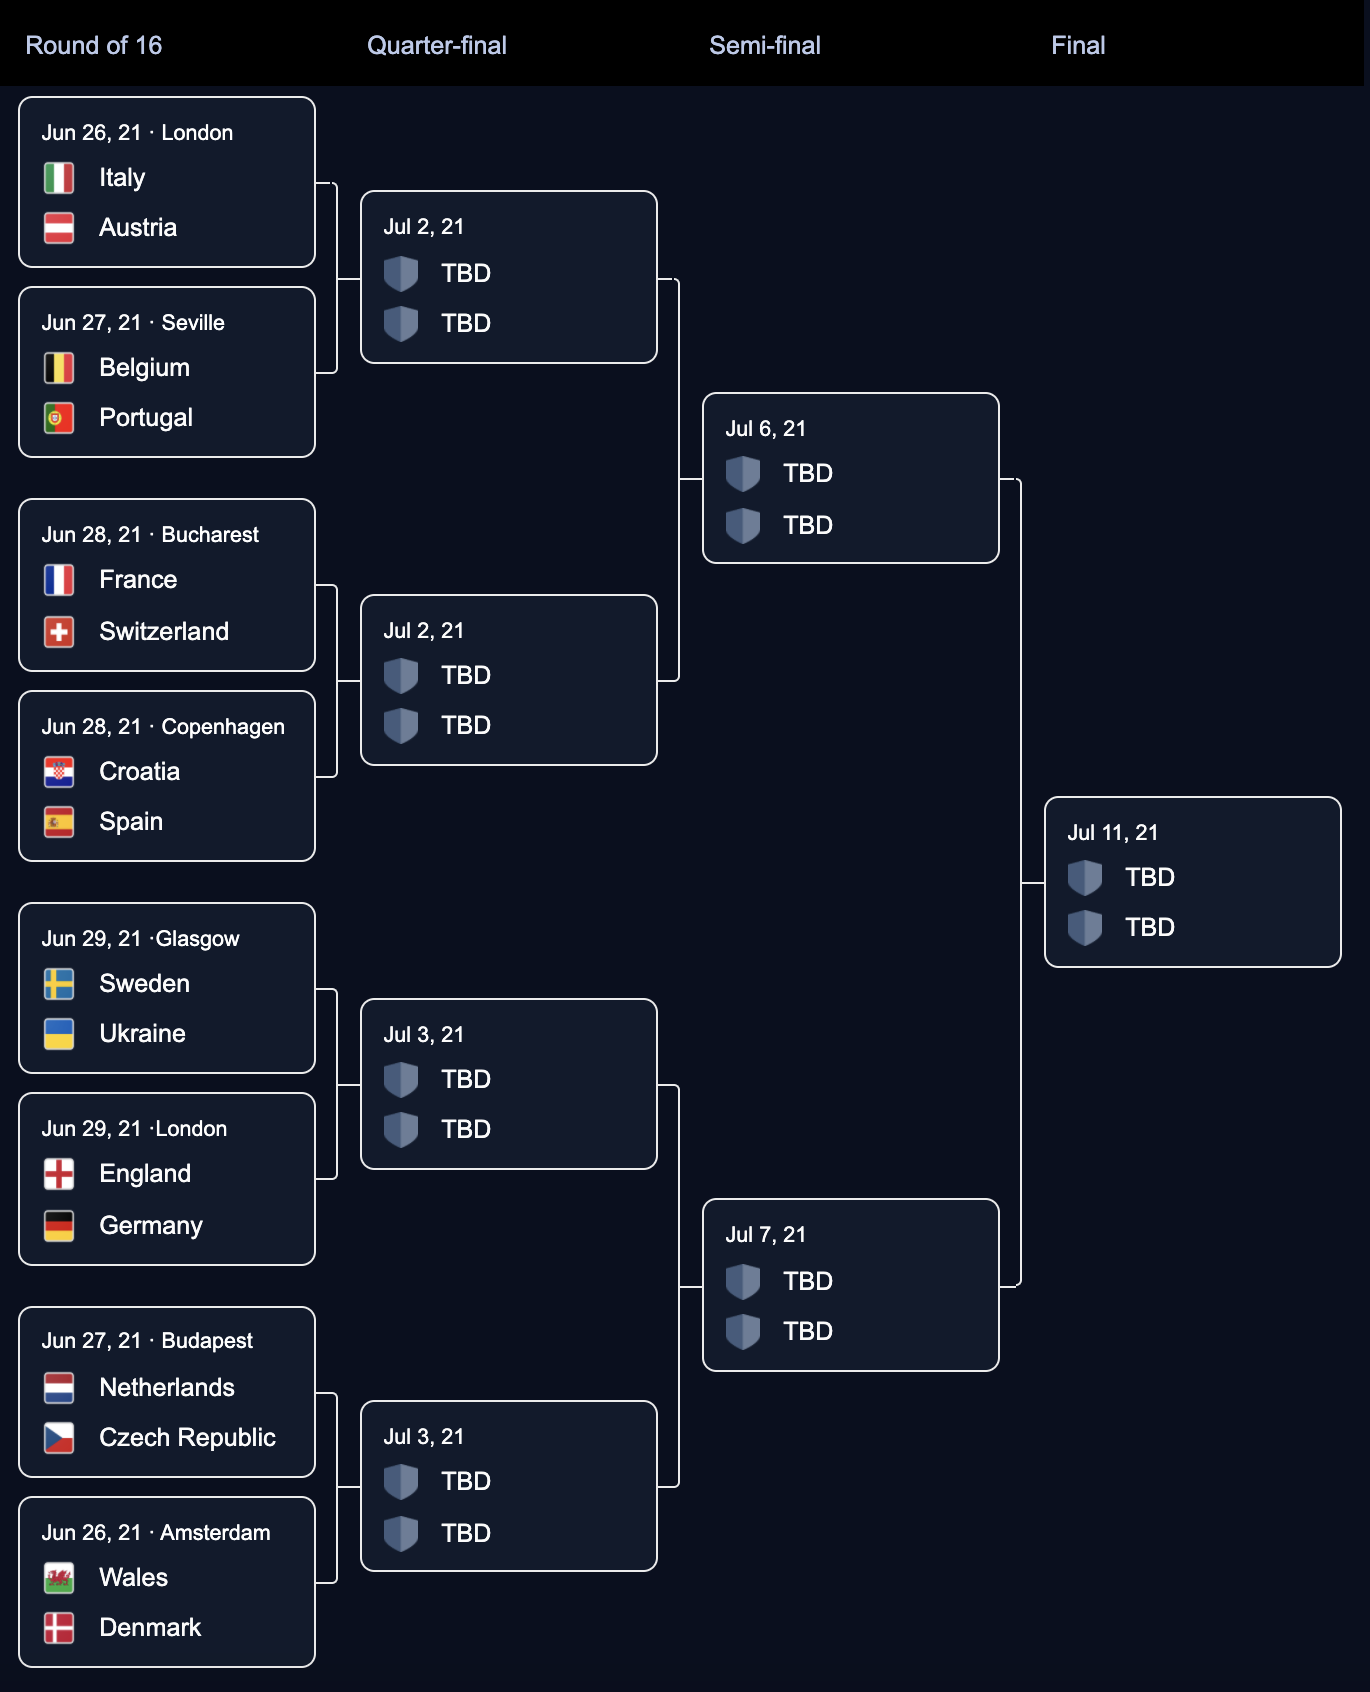 Round of 16
Quarter-final
Semi-final
Final
Jun 26, 21 · London
Italy
Austria
Jun 27, 21 · Seville
Belgium
Portugal
Jun 28, 21 · Bucharest
France
Switzerland
Jun 28, 21 · Copenhagen
Croatia
Spain
Jun 29, 21 ·Glasgow
Sweden
Ukraine
Jun 29, 21 ·London
England
Germany
Jun 27, 21 · Budapest
Netherlands
Czech Republic
Jun 26, 21 · Amsterdam
Wales
Denmark
Jul 2, 21
TBD
TBD
Jul 2, 21
TBD
TBD
Jul 3, 21
TBD
TBD
Jul 3, 21
TBD
TBD
Jul 6, 21
TBD
TBD
Jul 7, 21
TBD
TBD
Jul 11, 21
TBD
TBD